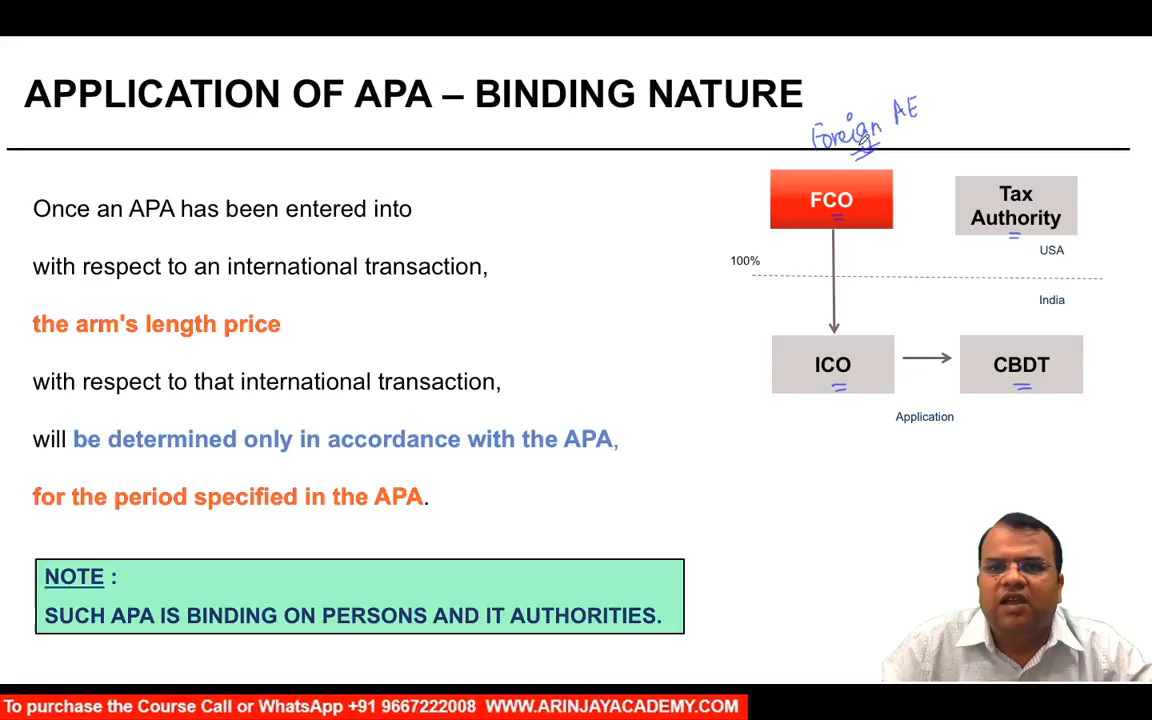 APPLICATION OF APA – BINDING NATURE
Foreign AE
Once an APA has been entered into
with respect to an international transaction,
the arm's length price
with respect to that international transaction,
will be determined only in accordance with the APA,
for the period specified in the APA.
NOTE :
SUCH APA IS BINDING ON PERSONS AND IT AUTHORITIES.
FCO
Tax
Authority
USA
100%
India
ICO
CBDT
Application
To purchase the Course Call or WhatsApp +91 9667222008 WWW.ARINJAYACADEMY.COM